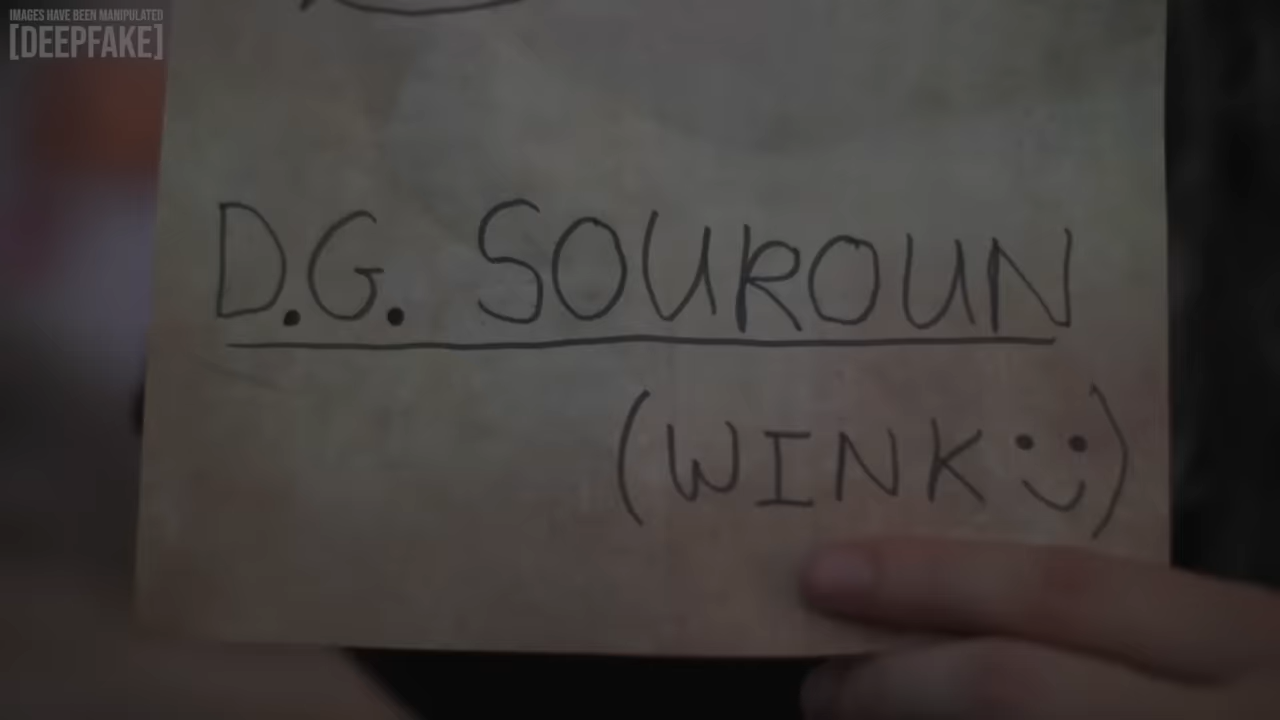 IMAGES HAVE BEEN MANIPULATED
[DEEPFAKE]
D.G. SOUROUN
(WINK :))